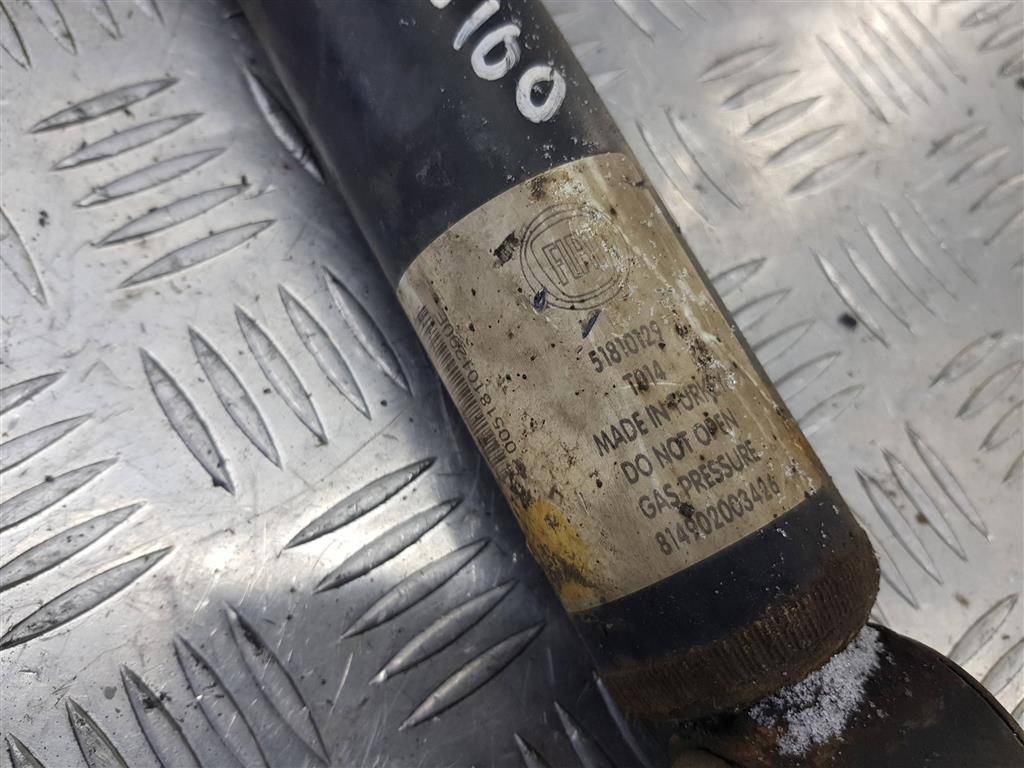 160
FIAT
51810129
T014
MADE IN TURKEY
DO NOT OPEN
GAS PRESSURE
814902003426